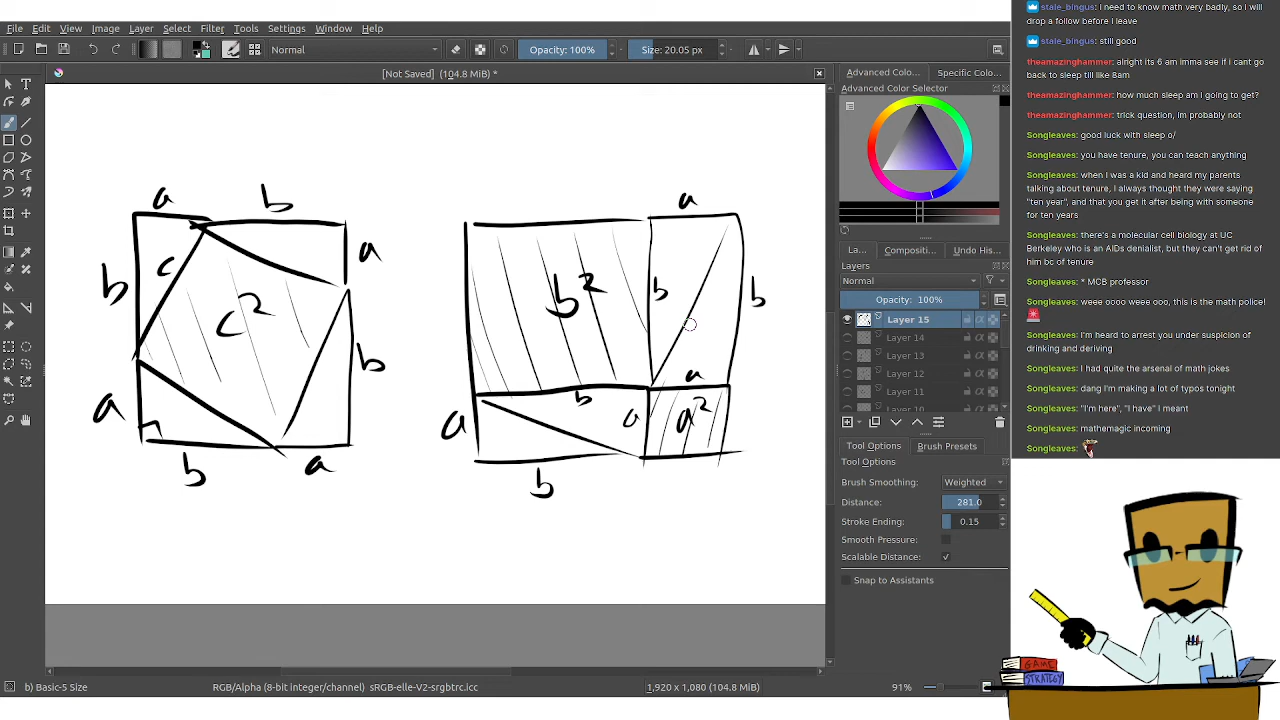 File Edit View Image Layer Select Filter Tools Settings Window Help
Normal
Opacity: 100%
Size: 20.05 px
[Not Saved] (104.8 MiB) *
a
b
a
b
c
c²
b
a
b
a
a
b²
b
b
a
b
a
a
a²
b
Advanced Colo...
Specific Colo...
Advanced Color Selector
La...
Compositi...
Undo His...
Layers
Normal
Opacity: 100%
Layer 15
Layer 14
Layer 13
Layer 12
Layer 11
Layer 10
Tool Options
Brush Presets
Tool Options
Brush Smoothing: Weighted
Distance: 281.0
Stroke Ending: 0.15
Smooth Pressure:
Scalable Distance:
Snap to Assistants
b) Basic-5 Size
RGB/Alpha (8-bit integer/channel) sRGB-elle-V2-srgbtrc.icc
1,920 x 1,080 (104.8 MiB)
91%
stale_bingus: I need to know math very badly, so I will
drop a follow before I leave
stale_bingus: still good
theamazinghammer: alright its 6 am imma see if i cant go
back to sleep till like 8am
theamazinghammer: how much sleep am I going to get?
theamazinghammer: trick question, im probably not
Songleaves: good luck with sleep o/
Songleaves: you have tenure, you can teach anything
Songleaves: when I was a kid and heard my parents
talking about tenure, I always thought they were saying
"ten year", and that you get it after being with someone
for ten years
Songleaves: there's a molecular cell biology at UC
Berkeley who is an AIDs denialist, but they can't get rid of
him bc of tenure
Songleaves: * MCB professor
Songleaves: weee oooo weee ooo, this is the math police!
Songleaves: I'm heard to arrest you under suspicion of
drinking and deriving
Songleaves: I had quite the arsenal of math jokes
Songleaves: dang I'm making a lot of typos tonight
Songleaves: "I'm here", "I have" I meant
Songleaves: mathemagic incoming
Songleaves:
GAME
STRATEGY